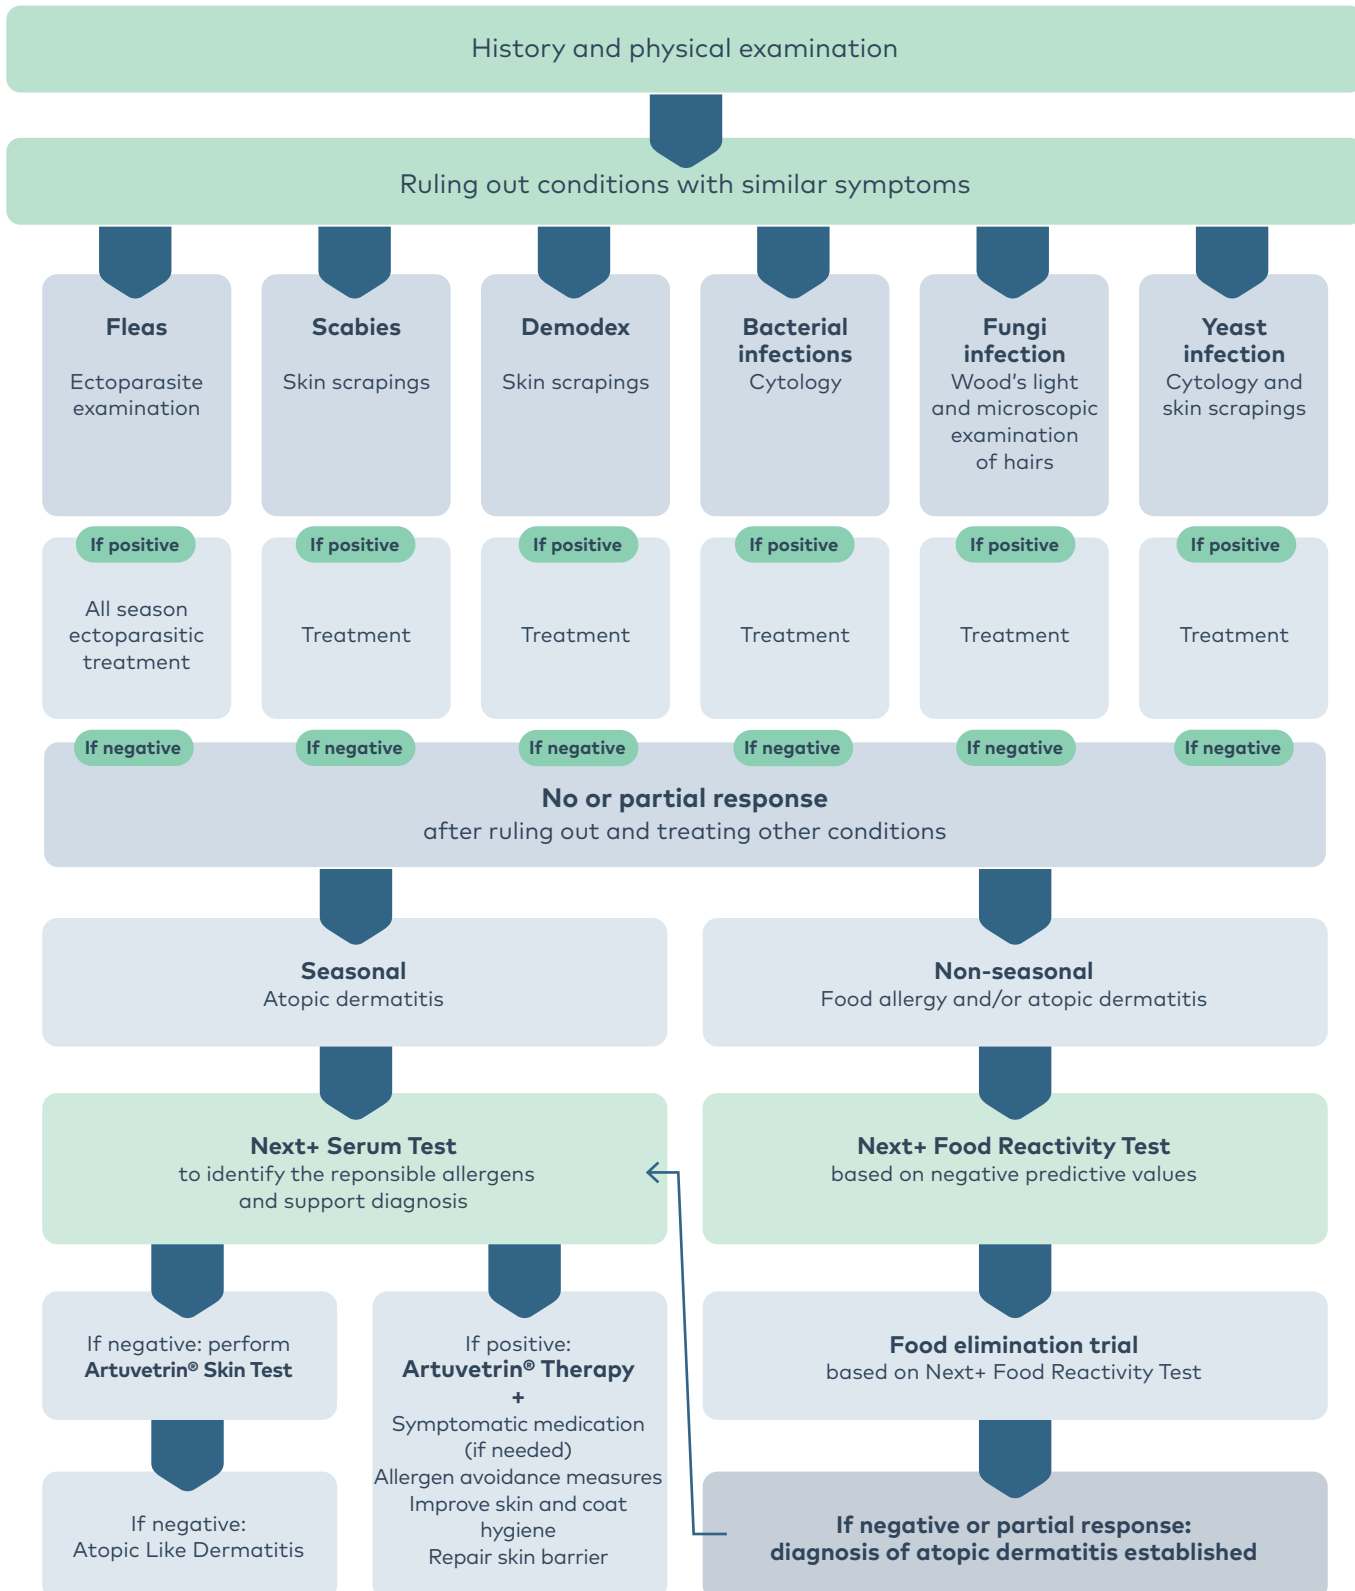 History and physical examination
Ruling out conditions with similar symptoms
Fleas
Ectoparasite
examination
Scabies
Skin scrapings
Demodex
Skin scrapings
Bacterial
infections
Cytology
Fungi
infection
Wood's light
and microscopic
examination
of hairs
Yeast
infection
Cytology and
skin scrapings
If positive
If positive
If positive
If positive
If positive
If positive
All season
ectoparasitic
treatment
Treatment
Treatment
Treatment
Treatment
Treatment
If negative
If negative
If negative
If negative
If negative
If negative
No or partial response
after ruling out and treating other conditions
Seasonal
Atopic dermatitis
Non-seasonal
Food allergy and/or atopic dermatitis
Next+ Serum Test
to identify the reponsible allergens
and support diagnosis
Next+ Food Reactivity Test
based on negative predictive values
If negative: perform
Artuvetrin® Skin Test
If positive:
Artuvetrin® Therapy
+
Symptomatic medication
(if needed)
Allergen avoidance measures
Improve skin and coat
hygiene
Repair skin barrier
Food elimination trial
based on Next+ Food Reactivity Test
If negative:
Atopic Like Dermatitis
If negative or partial response:
diagnosis of atopic dermatitis established